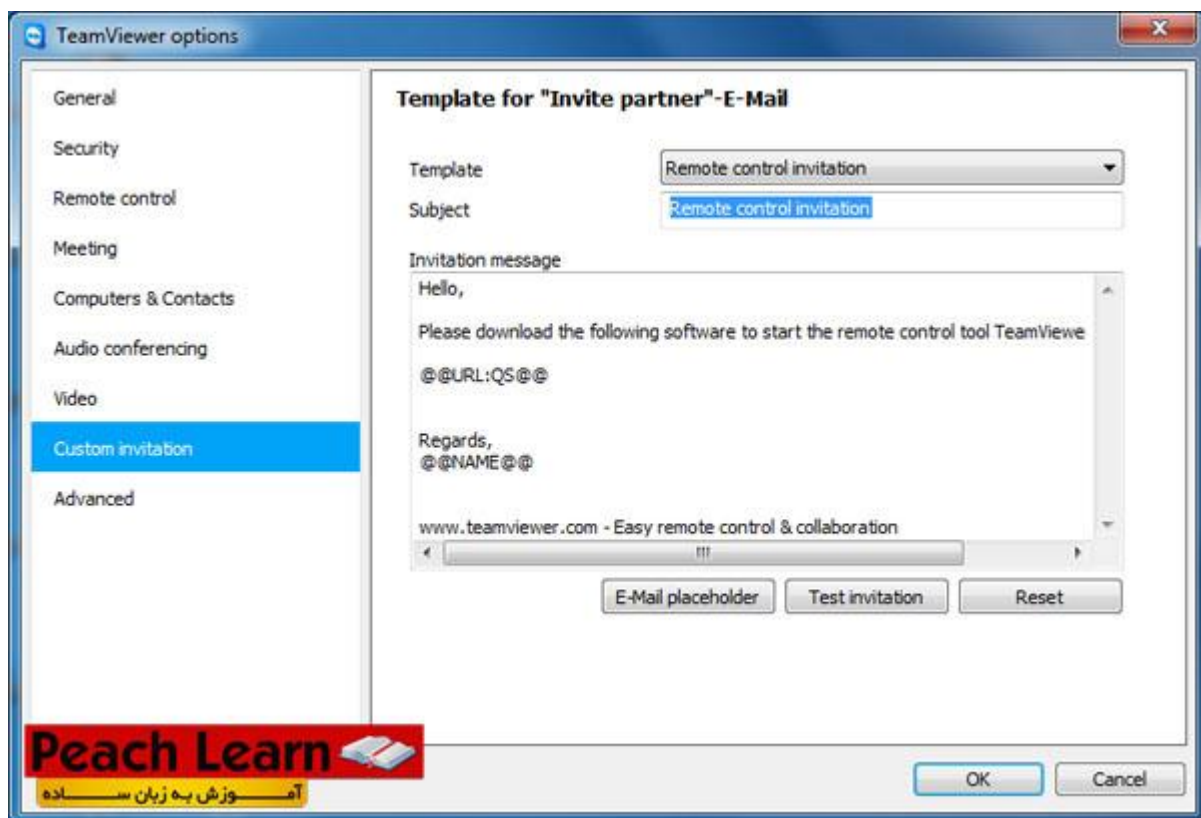 TeamViewer options
General
Security
Remote control
Meeting
Computers & Contacts
Audio conferencing
Video
Custom invitation
Advanced
Template for "Invite partner"-E-Mail
Template
Remote control invitation
Subject
Remote control invitation
Invitation message
Hello,
Please download the following software to start the remote control tool TeamViewe
@@URL:QS@@
Regards,
@@NAME@@
www.teamviewer.com - Easy remote control & collaboration
E-Mail placeholder
Test invitation
Reset
Peach Learn
آمـــوزش به زبان ســـاده
OK
Cancel